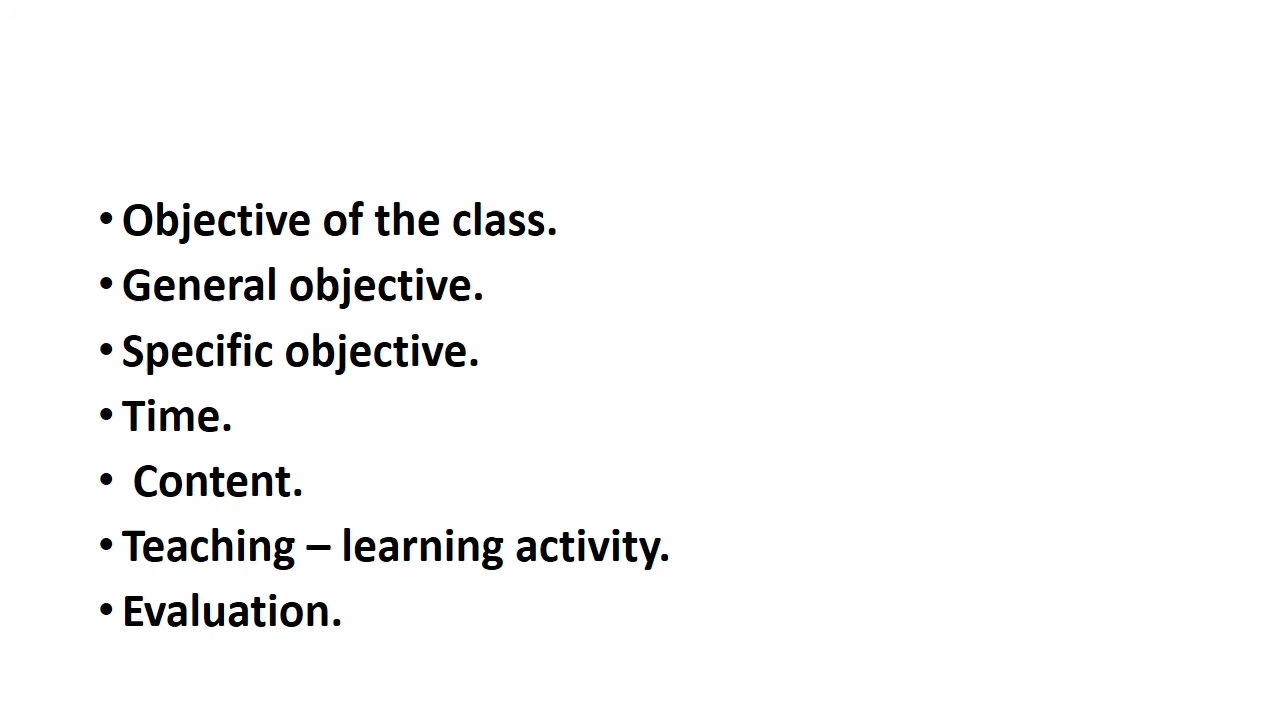 • Objective of the class.
• General objective.
• Specific objective.
• Time.
• Content.
• Teaching – learning activity.
• Evaluation.